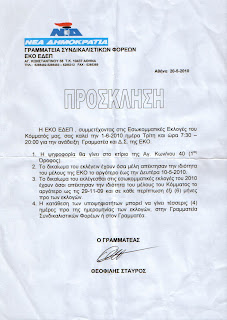 ΝΕΑ ΔΗΜΟΚΡΑΤΙΑ
ΓΡΑΜΜΑΤΕΙΑ ΣΥΝΔΙΚΑΛΙΣΤΙΚΩΝ ΦΟΡΕΩΝ
ΕΚΟ ΕΔΕΠ
Αθήνα 20-5-2010
ΠΡΟΣΚΛΗΣΗ
Η ΕΚΟ ΕΔΕΠ , συμμετέχοντας στις Εσωκομματικές Εκλογές του
Κόμματός μας, σας καλεί την 1-6-2010 ημέρα Τρίτη και ώρα 7:30 –
20:00 για την ανάδειξη Γραμματέα και Δ.Σ. της ΕΚΟ.
1. Η ψηφοφορία θα γίνει στο κτίριο της Αγ. Κων/νου 40 (1ος
Όροφος).
2. Το δικαίωμα του εκλέγειν έχουν όσα μέλη απέκτησαν την ιδιότητα
του μέλους της ΕΚΟ το αργότερο έως την Δευτέρα
3. Το δικαίωμα του εκλέγεσθαι στις εσωκομματικές εκλογές του 2010
έχουν όσοι απέκτησαν την ιδιότητα του μέλους του Κόμματος το
αργότερο ως τις 29-11-09 και σε κάθε περίπτωση έξι (6) μήνες
προ των εκλογών.
4. Η κατάθεση των υποψηφιοτήτων μπορεί να γίνει τέσσερις (4)
ημέρες προ της ημερομηνίας των εκλογών, στην Γραμματεία
Συνδικαλιστικών Φορέων ή στον Γραμματέα.
Ο ΓΡΑΜΜΑΤΕΑΣ
ΘΕΟΦΙΛΗΣ ΣΤΑΥΡΟΣ